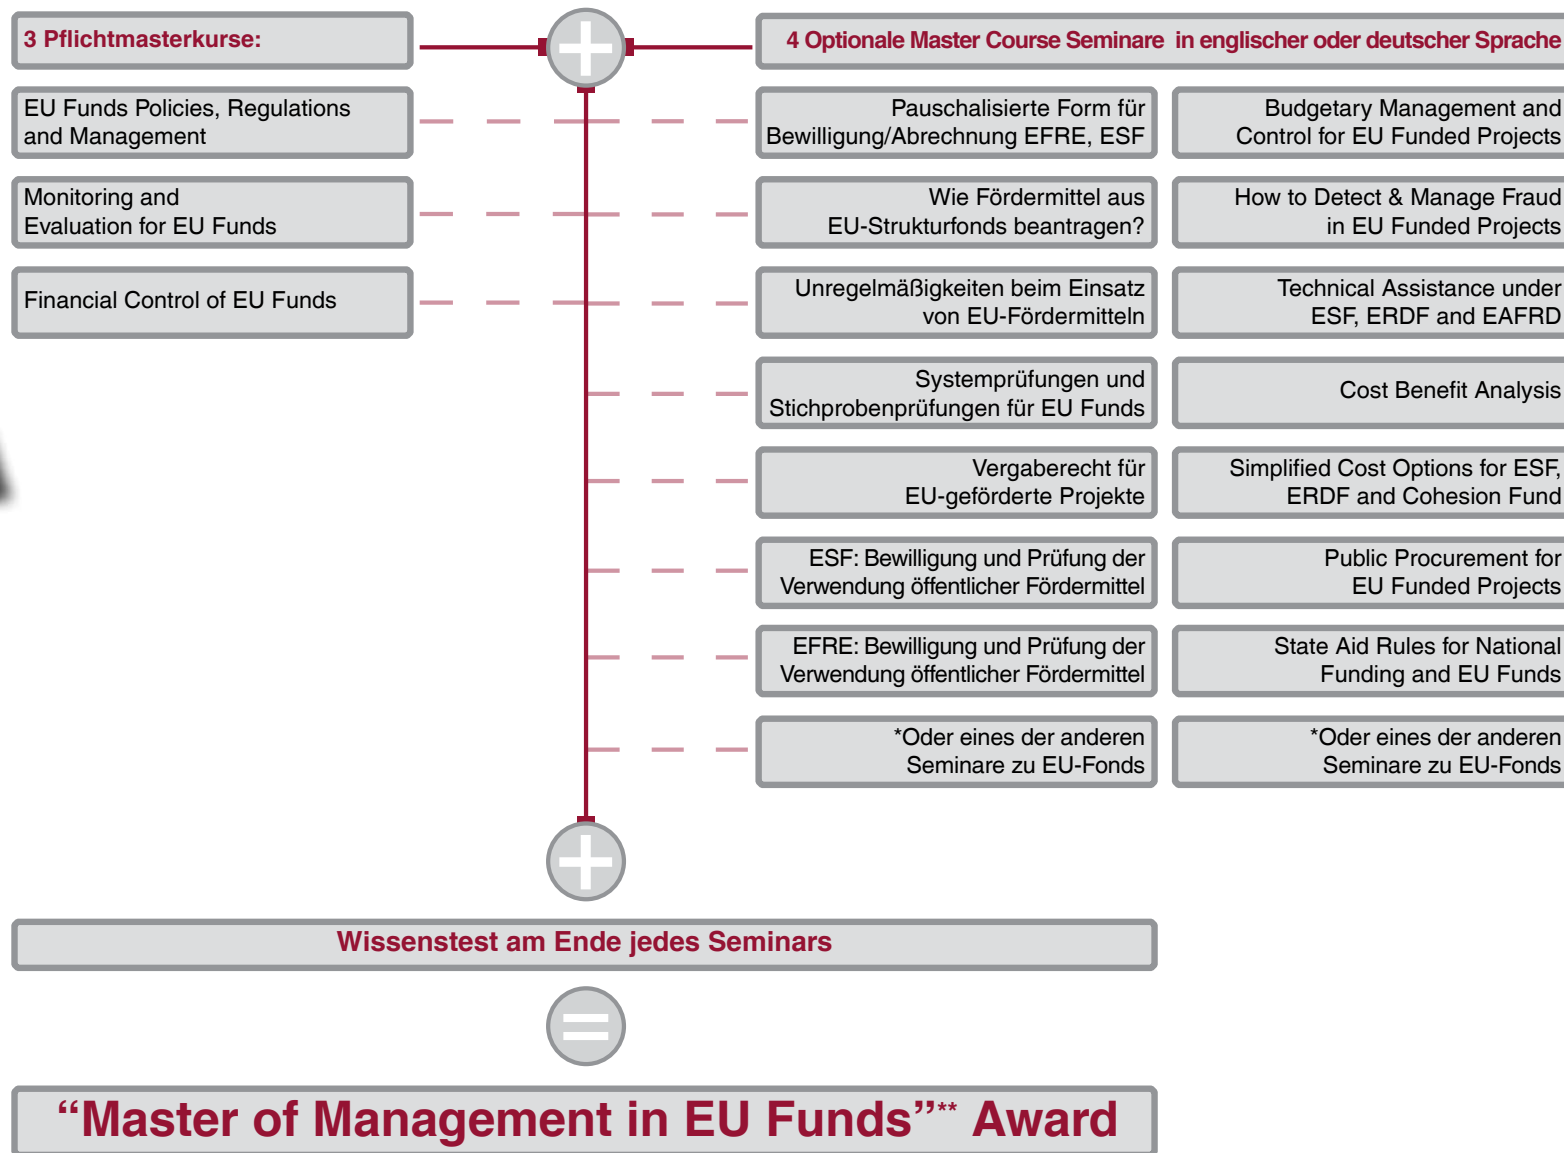 3 Pflichtmasterkurse:
EU Funds Policies, Regulations
and Management
Monitoring and
Evaluation for EU Funds
Financial Control of EU Funds
4 Optionale Master Course Seminare in englischer oder deutscher Sprache
Pauschalisierte Form für
Bewilligung/Abrechnung EFRE, ESF
Wie Fördermittel aus
EU-Strukturfonds beantragen?
Unregelmäßigkeiten beim Einsatz
von EU-Fördermitteln
Systemprüfungen und
Stichprobenprüfungen für EU Funds
Vergaberecht für
EU-geförderte Projekte
ESF: Bewilligung und Prüfung der
Verwendung öffentlicher Fördermittel
EFRE: Bewilligung und Prüfung der
Verwendung öffentlicher Fördermittel
*Oder eines der anderen
Seminare zu EU-Fonds
Budgetary Management and
Control for EU Funded Projects
How to Detect & Manage Fraud
in EU Funded Projects
Technical Assistance under
ESF, ERDF and EAFRD
Cost Benefit Analysis
Simplified Cost Options for ESF,
ERDF and Cohesion Fund
Public Procurement for
EU Funded Projects
State Aid Rules for National
Funding and EU Funds
*Oder eines der anderen
Seminare zu EU-Fonds
Wissenstest am Ende jedes Seminars
“Master of Management in EU Funds”** Award